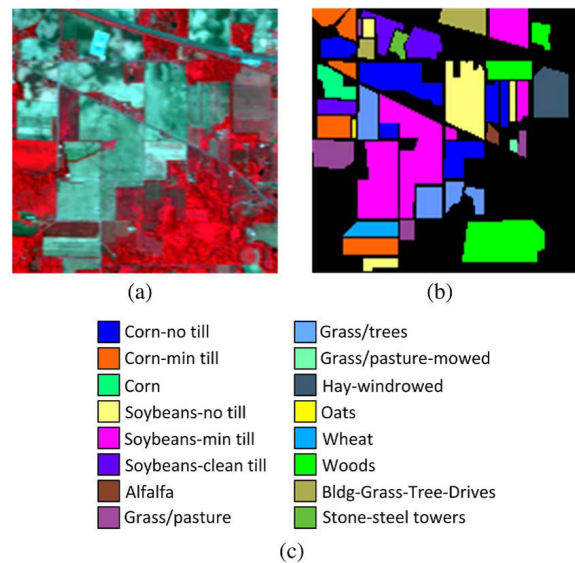 (a)
(b)
Corn-no till
Corn-min till
Corn
Soybeans-no till
Soybeans-min till
Soybeans-clean till
Alfalfa
Grass/pasture
Grass/trees
Grass/pasture-mowed
Hay-windrowed
Oats
Wheat
Woods
Bldg-Grass-Tree-Drives
Stone-steel towers
(c)